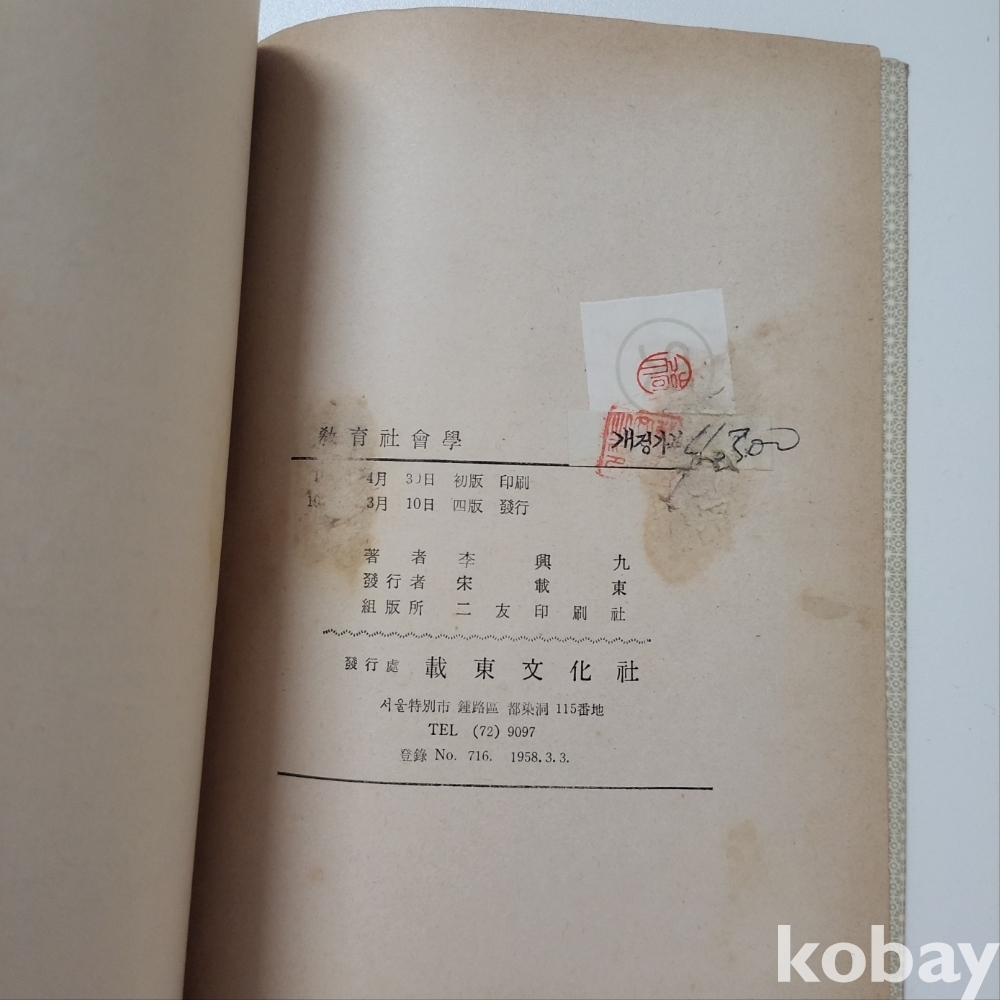 敎育社會學
개정가격
4月 30日 初版 印刷
3月 10日 四版 發行
著者 李興九
發行者 宋載東
組版所 二友印刷社
發行處 載東文化社
서울特別市 鍾路區 都染洞 115番地
TEL (72) 9097
登錄 No. 716. 1958.3.3.
kobay